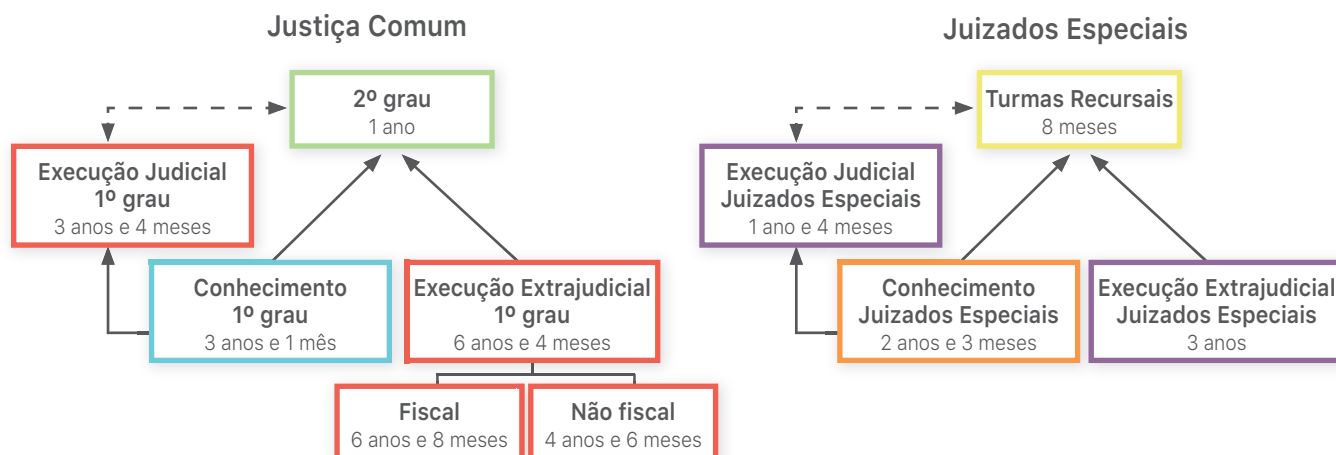 Justiça Comum
2º grau
1 ano
Execução Judicial
1º grau
3 anos e 4 meses
Conhecimento
1º grau
3 anos e 1 mês
Execução Extrajudicial
1º grau
6 anos e 4 meses
Fiscal
6 anos e 8 meses
Não fiscal
4 anos e 6 meses
Juizados Especiais
Turmas Recursais
8 meses
Execução Judicial
Juizados Especiais
1 ano e 4 meses
Conhecimento
Juizados Especiais
2 anos e 3 meses
Execução Extrajudicial
Juizados Especiais
3 anos